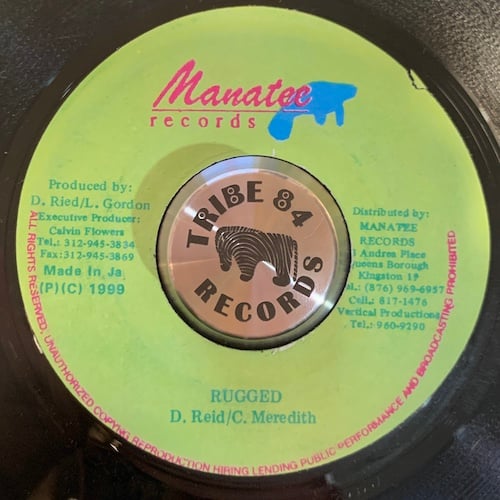 Manatee
records
Produced by:
D. Ried/L. Gordon
Executive Producer:
Calvin Flowers
Tel.: 312-945-3834
Fax: 312-945-3869
Made In Ja
(P)(C) 1999
TRIBE 84
RECORDS
Distributed by:
MANATEE
RECORDS
Andrea Place
Queens Borough
Kingston 19
(876) 969-6957
Cell.: 817-1476
Vertical Productions
Tel.: 960-9290
RUGGED
D. Reid/C. Meredith
ALL RIGHTS RESERVED, UNAUTHORIZED COPYNG REPRODUCTION HIRING LENDING PUBLIC PERFORMANCE AND BROADCASTING PROHIBITED